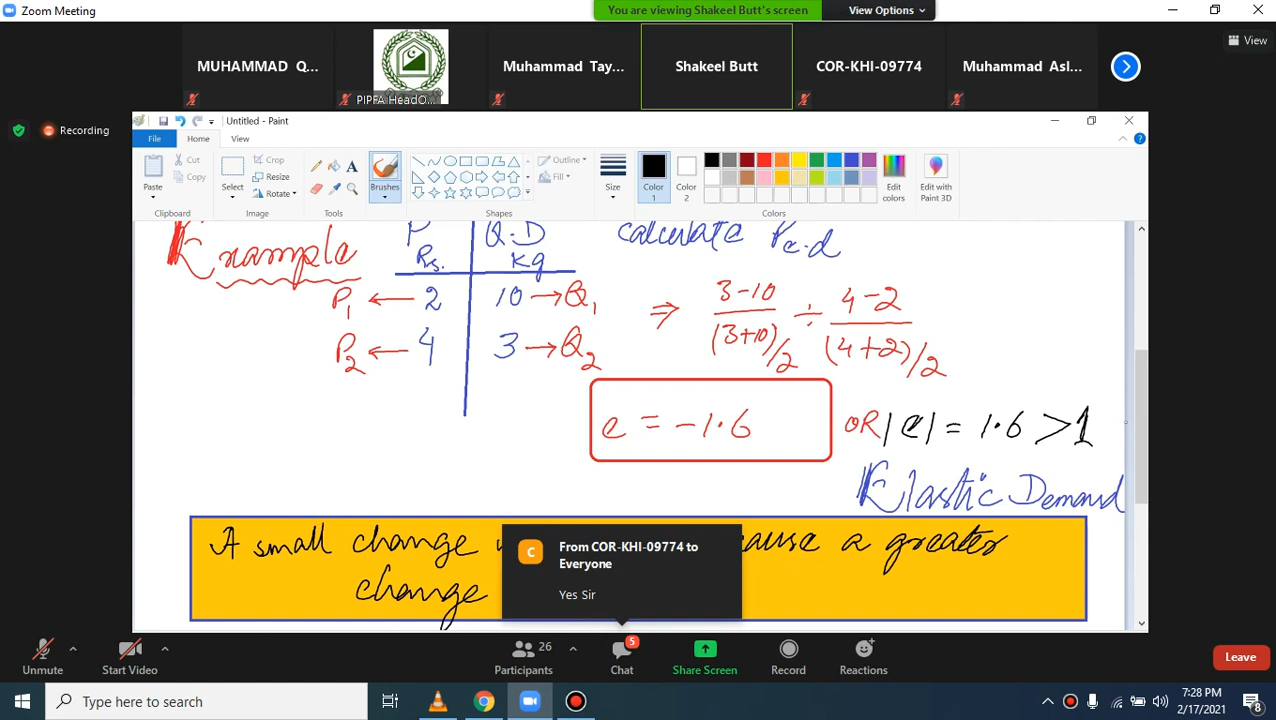 Zoom Meeting
You are viewing Shakeel Butt's screen
View Options
MUHAMMAD Q...
PIPFA HeadO...
Muhammad Tay...
Shakeel Butt
COR-KHI-09774
Muhammad Asl...
View
Recording
Untitled - Paint
File Home View
Paste
Cut
Copy
Clipboard
Select
Crop
Resize
Rotate
Image
A
Tools
Brushes
Outline
Fill
Shapes
Size
Color 1
Color 2
Edit colors
Colors
Edit with Paint 3D
Example
P Q.D
Rs. Kg
calculate Pe.d
P1 ← 2 10 → Q1
P2 ← 4 3 → Q2
⇒ 3-10 / (3+10)/2 ÷ 4-2 / (4+2)/2
e = -1.6
OR |e| = 1.6 > 1
Elastic Demand
A small change cause a greater
change
C
From COR-KHI-09774 to Everyone
Yes Sir
Unmute
Start Video
26
Participants
5
Chat
Share Screen
Record
Reactions
Leave
Type here to search
7:28 PM
2/17/2021
8